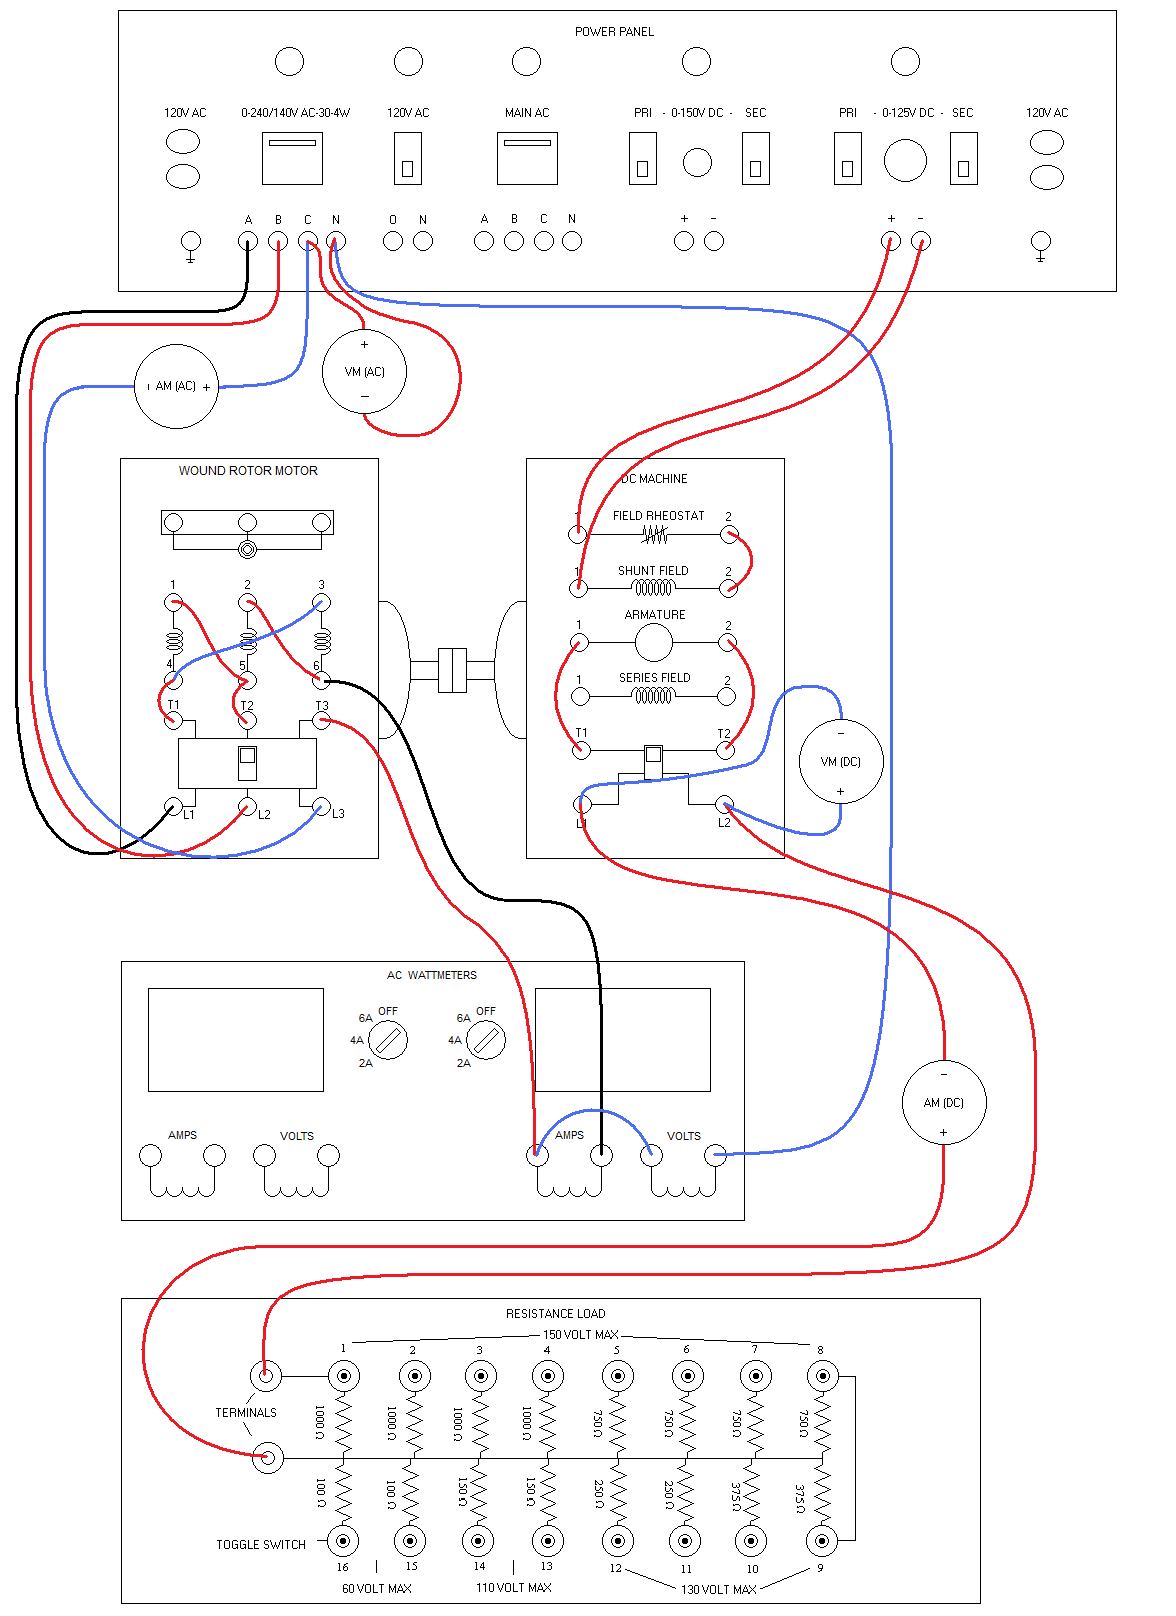 POWER PANEL
120V AC 0-240/140V AC-30-4W 120V AC MAIN AC PRI - 0-150V DC - SEC PRI - 0-125V DC - SEC 120V AC
A B C N O N A B C N + - + -
+
VM (AC)
-
AM (AC) +
WOUND ROTOR MOTOR
1 2 3
4 5 6
T1 T2 T3
L1 L2 L3
DC MACHINE
1 FIELD RHEOSTAT 2
1 SHUNT FIELD 2
ARMATURE
1 2
SERIES FIELD
1 2
T1 T2
L1 L2
-
VM (DC)
+
AC WATTMETERS
OFF OFF
6A 6A
4A 4A
2A 2A
AMPS VOLTS AMPS VOLTS
-
AM (DC)
+
RESISTANCE LOAD
150 VOLT MAX
1 2 3 4 5 6 7 8
1000 Ω 1000 Ω 1000 Ω 1000 Ω 750 Ω 750 Ω 750 Ω 750 Ω
TERMINALS
100 Ω 100 Ω 150 Ω 150 Ω 250 Ω 250 Ω 375 Ω 375 Ω
TOGGLE SWITCH
16 15 14 13 12 11 10 9
60 VOLT MAX 110 VOLT MAX 130 VOLT MAX